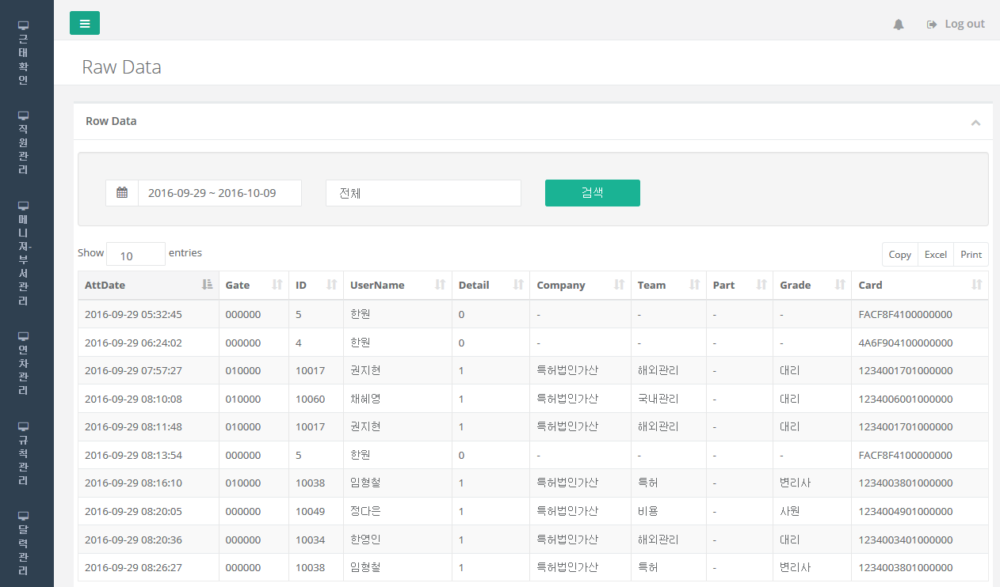 근태확인
직원관리
메니저-부서관리
연차관리
규칙관리
달력관리
Log out
Raw Data
Row Data
2016-09-29 ~ 2016-10-09 전체 검색
Show 10 entries Copy Excel Print
AttDate Gate ID UserName Detail Company Team Part Grade Card
2016-09-29 05:32:45 000000 5 한원 0 - - - - FACF8F4100000000
2016-09-29 06:24:02 000000 4 한원 0 - - - - 4A6F904100000000
2016-09-29 07:57:27 010000 10017 권지현 1 특허법인가산 해외관리 - 대리 1234001701000000
2016-09-29 08:10:08 010000 10060 채혜영 1 특허법인가산 국내관리 - 대리 1234006001000000
2016-09-29 08:11:48 010000 10017 권지현 1 특허법인가산 해외관리 - 대리 1234001701000000
2016-09-29 08:13:54 000000 5 한원 0 - - - - FACF8F4100000000
2016-09-29 08:16:10 010000 10038 임형철 1 특허법인가산 특허 - 변리사 1234003801000000
2016-09-29 08:20:05 000000 10049 정다은 1 특허법인가산 비용 - 사원 1234004901000000
2016-09-29 08:20:36 000000 10034 한영인 1 특허법인가산 해외관리 - 대리 1234003401000000
2016-09-29 08:26:27 000000 10038 임형철 1 특허법인가산 특허 - 변리사 1234003801000000